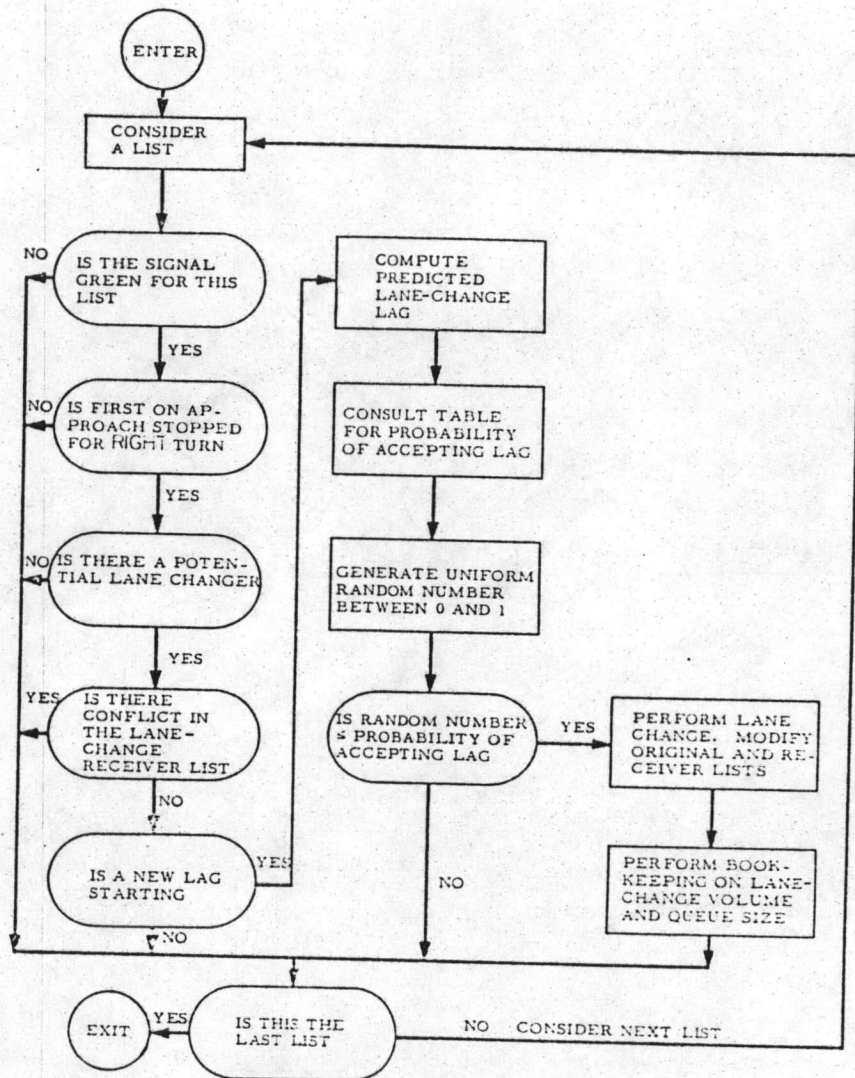 ENTER
CONSIDER
A LIST
NO
IS THE SIGNAL
GREEN FOR THIS
LIST
YES
NO
IS FIRST ON AP-
PROACH STOPPED
FOR RIGHT TURN
YES
NO
IS THERE A POTEN-
TIAL LANE CHANGER
YES
YES
IS THERE
CONFLICT IN
THE LANE-
CHANGE
RECEIVER LIST
NO
IS A NEW LAG
STARTING
YES
NO
COMPUTE
PREDICTED
LANE-CHANGE
LAG
CONSULT TABLE
FOR PROBABILITY
OF ACCEPTING LAG
GENERATE UNIFORM
RANDOM NUMBER
BETWEEN 0 AND 1
IS RANDOM NUMBER
≤ PROBABILITY OF
ACCEPTING LAG
YES
NO
PERFORM LANE
CHANGE. MODIFY
ORIGINAL AND RE-
CEIVER LISTS
PERFORM BOOK-
KEEPING ON LANE-
CHANGE VOLUME
AND QUEUE SIZE
IS THIS THE
LAST LIST
YES
EXIT
NO CONSIDER NEXT LIST